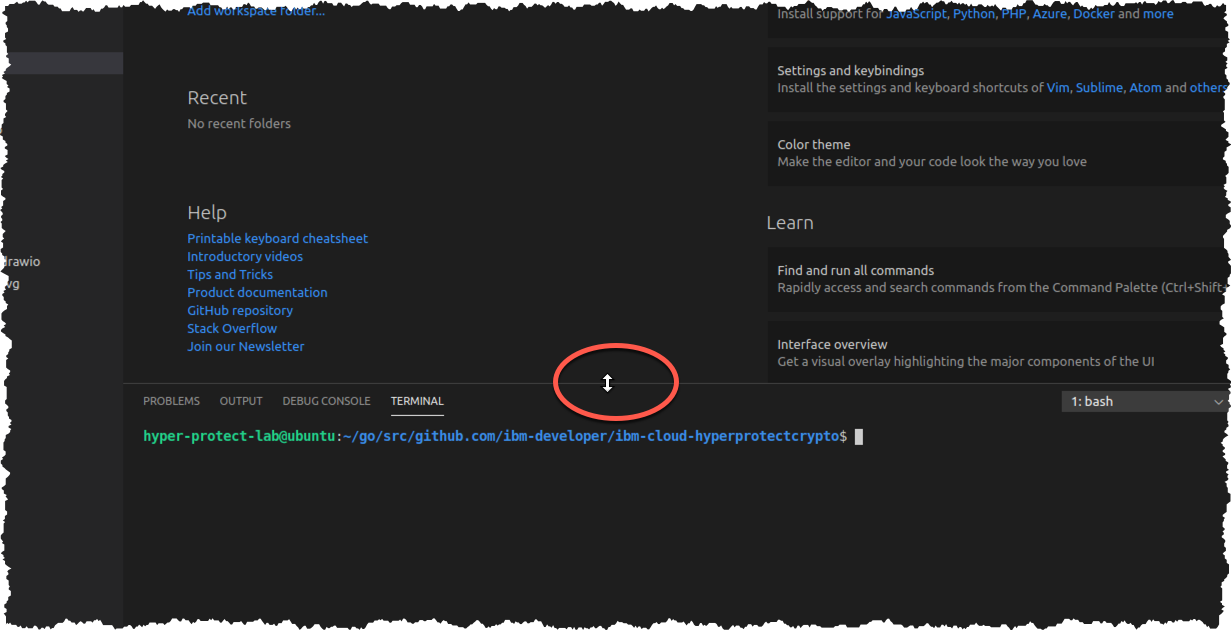 Add workspace folder...
Recent
No recent folders
Help
Printable keyboard cheatsheet
Introductory videos
Tips and Tricks
Product documentation
GitHub repository
Stack Overflow
Join our Newsletter
Install support for JavaScript, Python, PHP, Azure, Docker and more
Settings and keybindings
Install the settings and keyboard shortcuts of Vim, Sublime, Atom and others
Color theme
Make the editor and your code look the way you love
Learn
Find and run all commands
Rapidly access and search commands from the Command Palette (Ctrl+Shift+
Interface overview
Get a visual overlay highlighting the major components of the UI
PROBLEMS OUTPUT DEBUG CONSOLE TERMINAL
1: bash
hyper-protect-lab@ubuntu:~/go/src/github.com/ibm-developer/ibm-cloud-hyperprotectcrypto$